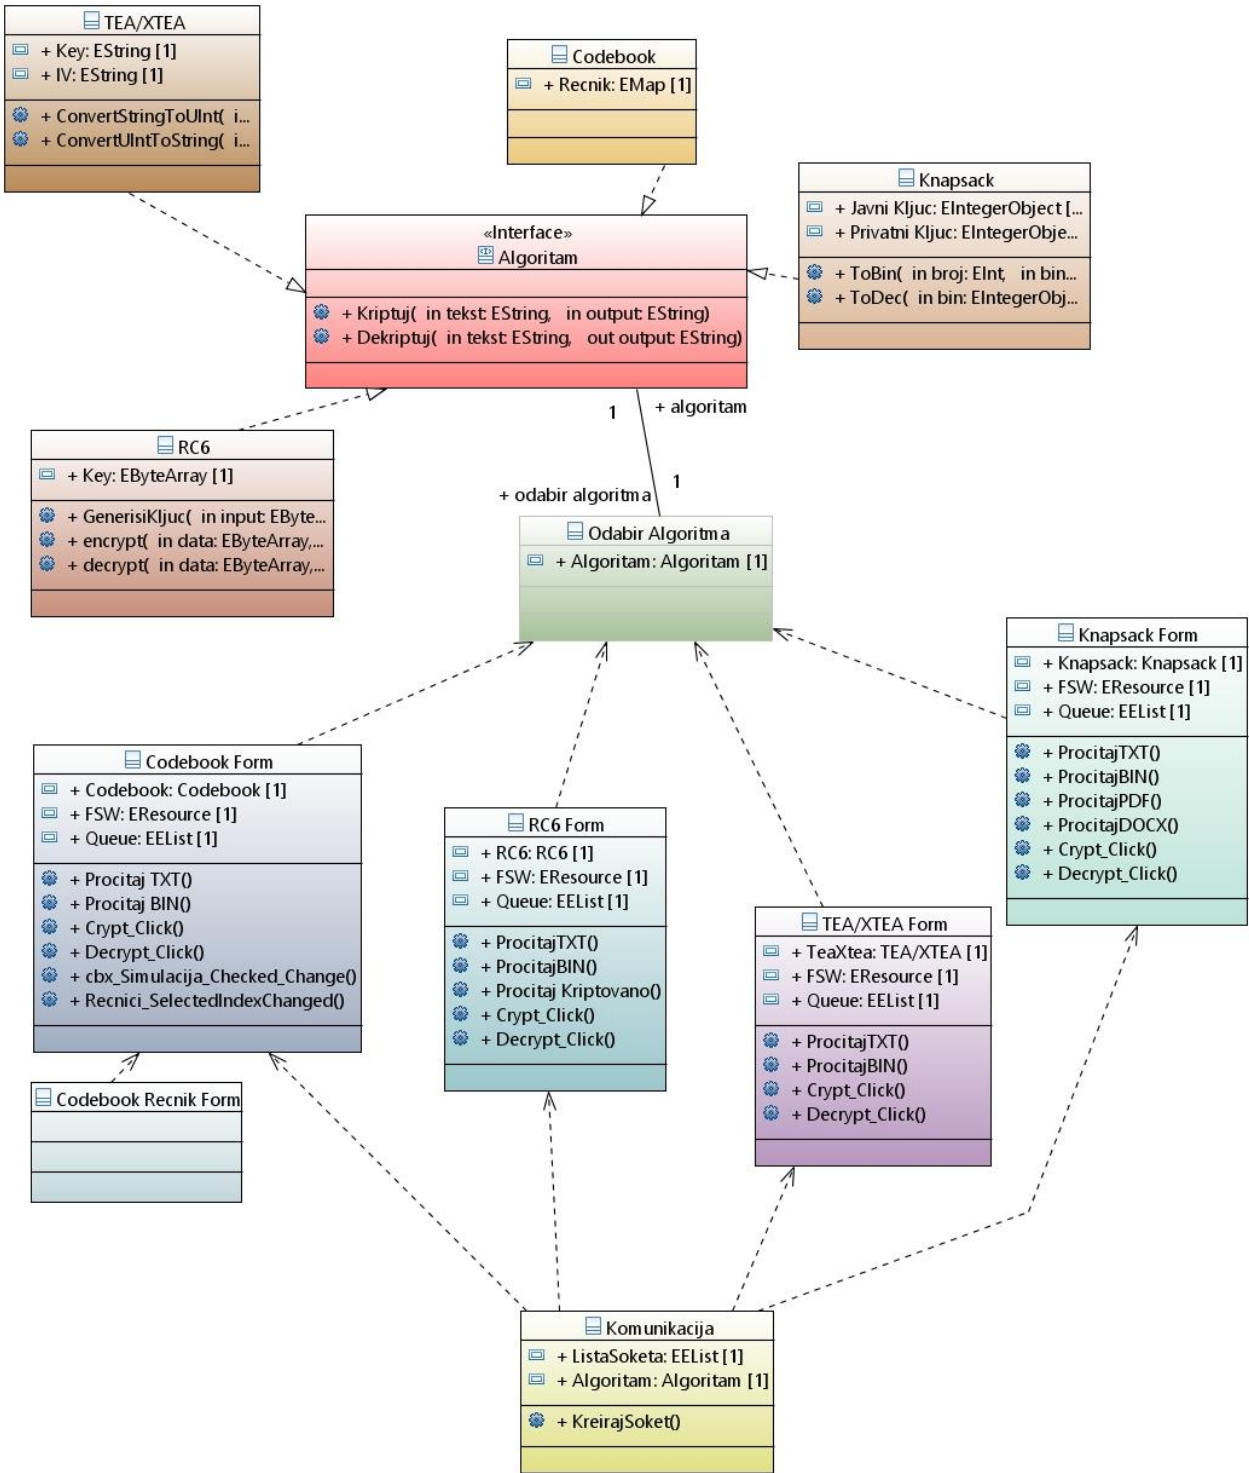 TEA/XTEA
+ Key: EString [1]
+ IV: EString [1]
+ ConvertStringToUInt( i...
+ ConvertUIntToString( i...
Codebook
+ Recnik: EMap [1]
Knapsack
+ Javni Kljuc: EIntegerObject [...
+ Privatni Kljuc: EIntegerObje...
+ ToBin( in broj: EInt, in bin...
+ ToDec( in bin: EIntegerObj...
«Interface»
Algoritam
+ Kriptuj( in tekst: EString, in output: EString)
+ Dekriptuj( in tekst: EString, out output: EString)
1
+ algoritam
RC6
+ Key: EByteArray [1]
+ GenerisiKljuc( in input: EByte...
+ encrypt( in data: EByteArray,...
+ decrypt( in data: EByteArray,...
1
+ odabir algoritma
Odabir Algoritma
+ Algoritam: Algoritam [1]
Knapsack Form
+ Knapsack: Knapsack [1]
+ FSW: EResource [1]
+ Queue: EEList [1]
+ ProcitajTXT()
+ ProcitajBIN()
+ ProcitajPDF()
+ ProcitajDOCX()
+ Crypt_Click()
+ Decrypt_Click()
Codebook Form
+ Codebook: Codebook [1]
+ FSW: EResource [1]
+ Queue: EEList [1]
+ Procitaj TXT()
+ Procitaj BIN()
+ Crypt_Click()
+ Decrypt_Click()
+ cbx_Simulacija_Checked_Change()
+ Recnici_SelectedIndexChanged()
RC6 Form
+ RC6: RC6 [1]
+ FSW: EResource [1]
+ Queue: EEList [1]
+ ProcitajTXT()
+ ProcitajBIN()
+ Procitaj Kriptovano()
+ Crypt_Click()
+ Decrypt_Click()
TEA/XTEA Form
+ TeaXtea: TEA/XTEA [1]
+ FSW: EResource [1]
+ Queue: EEList [1]
+ ProcitajTXT()
+ ProcitajBIN()
+ Crypt_Click()
+ Decrypt_Click()
Codebook Recnik Form
Komunikacija
+ ListaSoketa: EEList [1]
+ Algoritam: Algoritam [1]
+ KreirajSoket()